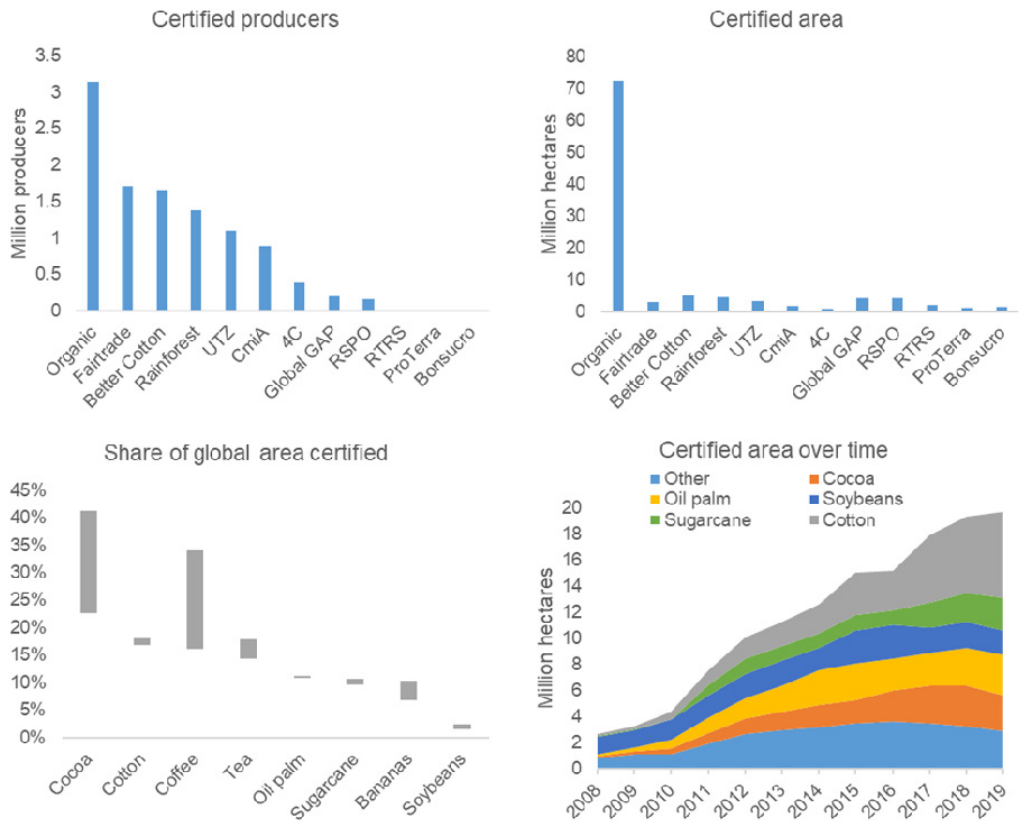 Certified producers
3.5
3
2.5
2
1.5
1
0.5
0
Million producers
Organic
Fairtrade
Better Cotton
Rainforest
UTZ
CmiA
4C
Global GAP
RSPO
RTRS
ProTerra
Bonsucro
Certified area
80
70
60
50
40
30
20
10
0
Million hectares
Organic
Fairtrade
Better Cotton
Rainforest
UTZ
CmiA
4C
Global GAP
RSPO
RTRS
ProTerra
Bonsucro
Share of global area certified
45%
40%
35%
30%
25%
20%
15%
10%
5%
0%
Cocoa
Cotton
Coffee
Tea
Oil palm
Sugarcane
Bananas
Soybeans
Certified area over time
Other
Cocoa
Oil palm
Soybeans
Sugarcane
Cotton
20
18
16
14
12
10
8
6
4
2
0
Million hectares
2008
2009
2010
2011
2012
2013
2014
2015
2016
2017
2018
2019